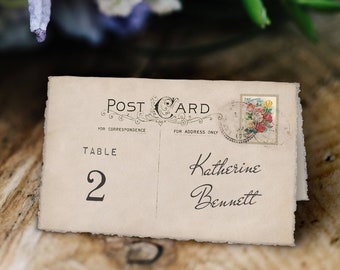 POST CARD
FOR CORRESPONDENCE
FOR ADDRESS ONLY
TABLE
2
Katherine
Bennett